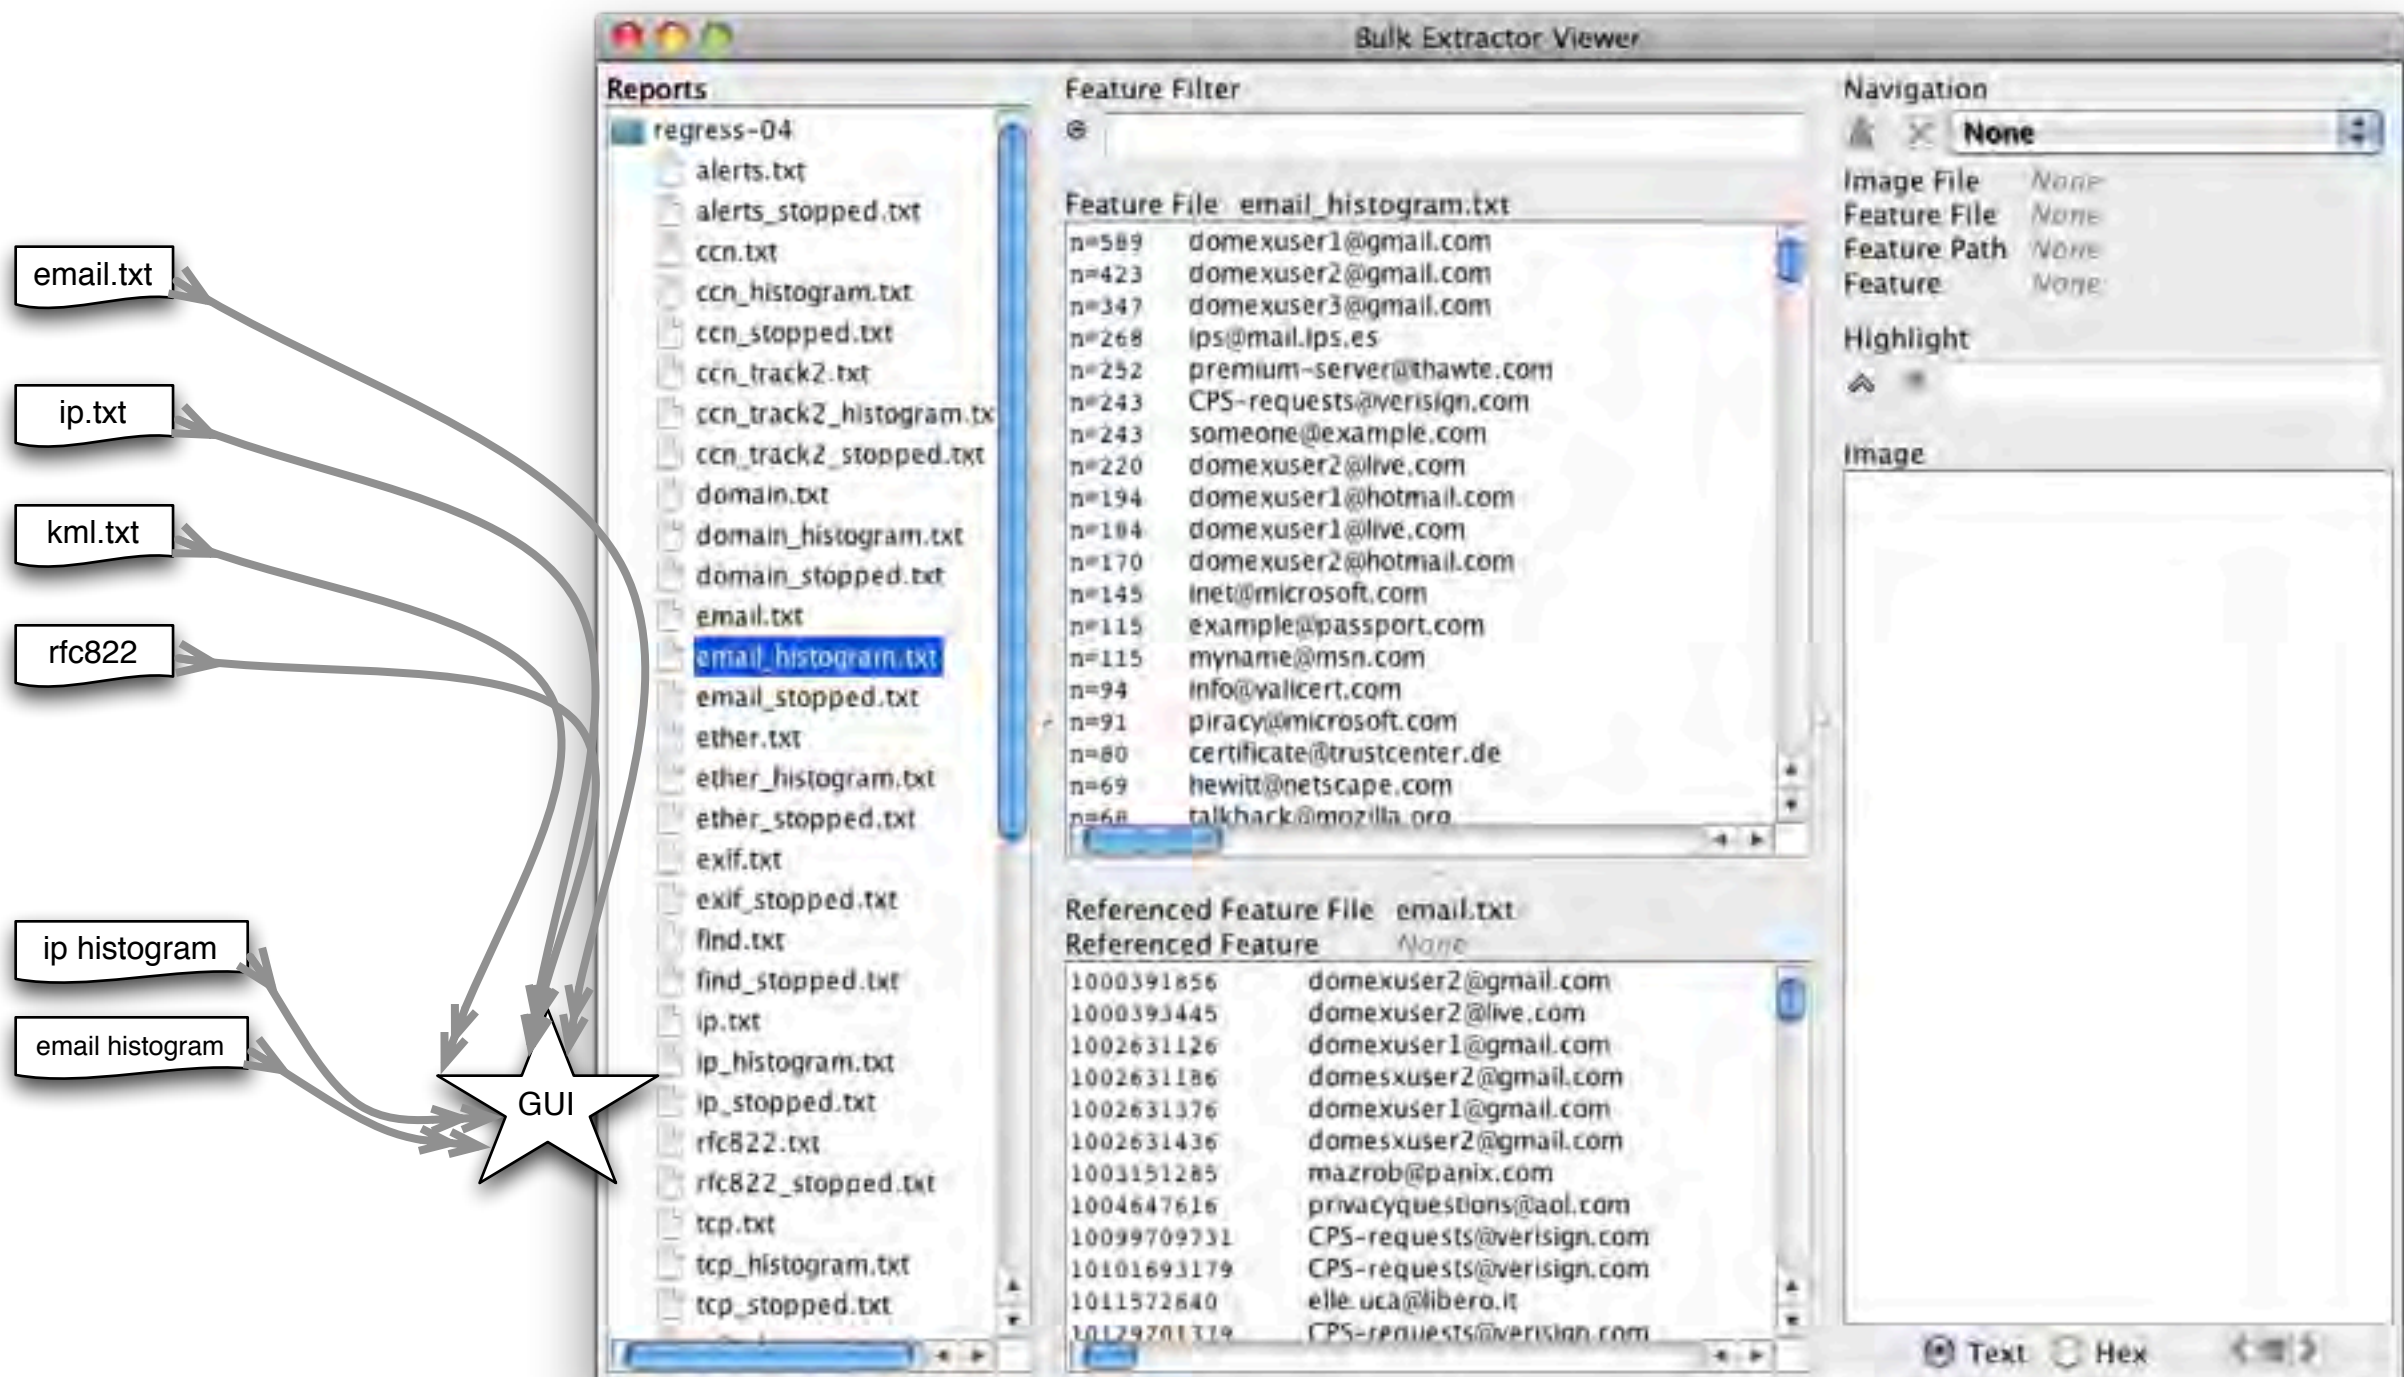 email.txt
ip.txt
kml.txt
rfc822
ip histogram
email histogram
GUI
Bulk Extractor Viewer
Reports
regress-04
alerts.txt
alerts_stopped.txt
ccn.txt
ccn_histogram.txt
ccn_stopped.txt
ccn_track2.txt
ccn_track2_histogram.tx
ccn_track2_stopped.txt
domain.txt
domain_histogram.txt
domain_stopped.txt
email.txt
email_histogram.txt
email_stopped.txt
ether.txt
ether_histogram.txt
ether_stopped.txt
exif.txt
exif_stopped.txt
find.txt
find_stopped.txt
ip.txt
ip_histogram.txt
ip_stopped.txt
rfc822.txt
rfc822_stopped.txt
tcp.txt
tcp_histogram.txt
tcp_stopped.txt
Feature Filter
Feature File email_histogram.txt
n=589 domexuser1@gmail.com
n=423 domexuser2@gmail.com
n=347 domexuser3@gmail.com
n=268 ips@mail.ips.es
n=252 premium-server@thawte.com
n=243 CPS-requests@verisign.com
n=243 someone@example.com
n=220 domexuser2@live.com
n=194 domexuser1@hotmail.com
n=184 domexuser1@live.com
n=170 domexuser2@hotmail.com
n=145 inet@microsoft.com
n=115 example@passport.com
n=115 myname@msn.com
n=94 info@valicert.com
n=91 piracy@microsoft.com
n=80 certificate@trustcenter.de
n=69 hewitt@netscape.com
n=68 talkback@mozilla.org
Referenced Feature File email.txt
Referenced Feature None
1000391856 domexuser2@gmail.com
1000393445 domexuser2@live.com
1002631126 domexuser1@gmail.com
1002631186 domesxuser2@gmail.com
1002631376 domexuser1@gmail.com
1002631436 domesxuser2@gmail.com
1003151285 mazrob@panix.com
1004647616 privacyquestions@aol.com
10099709731 CPS-requests@verisign.com
10101693179 CPS-requests@verisign.com
1011572640 elle.uca@libero.it
10129701379 CPS-requests@verisign.com
Navigation
None
Image File None
Feature File None
Feature Path None
Feature None
Highlight
Image
Text Hex